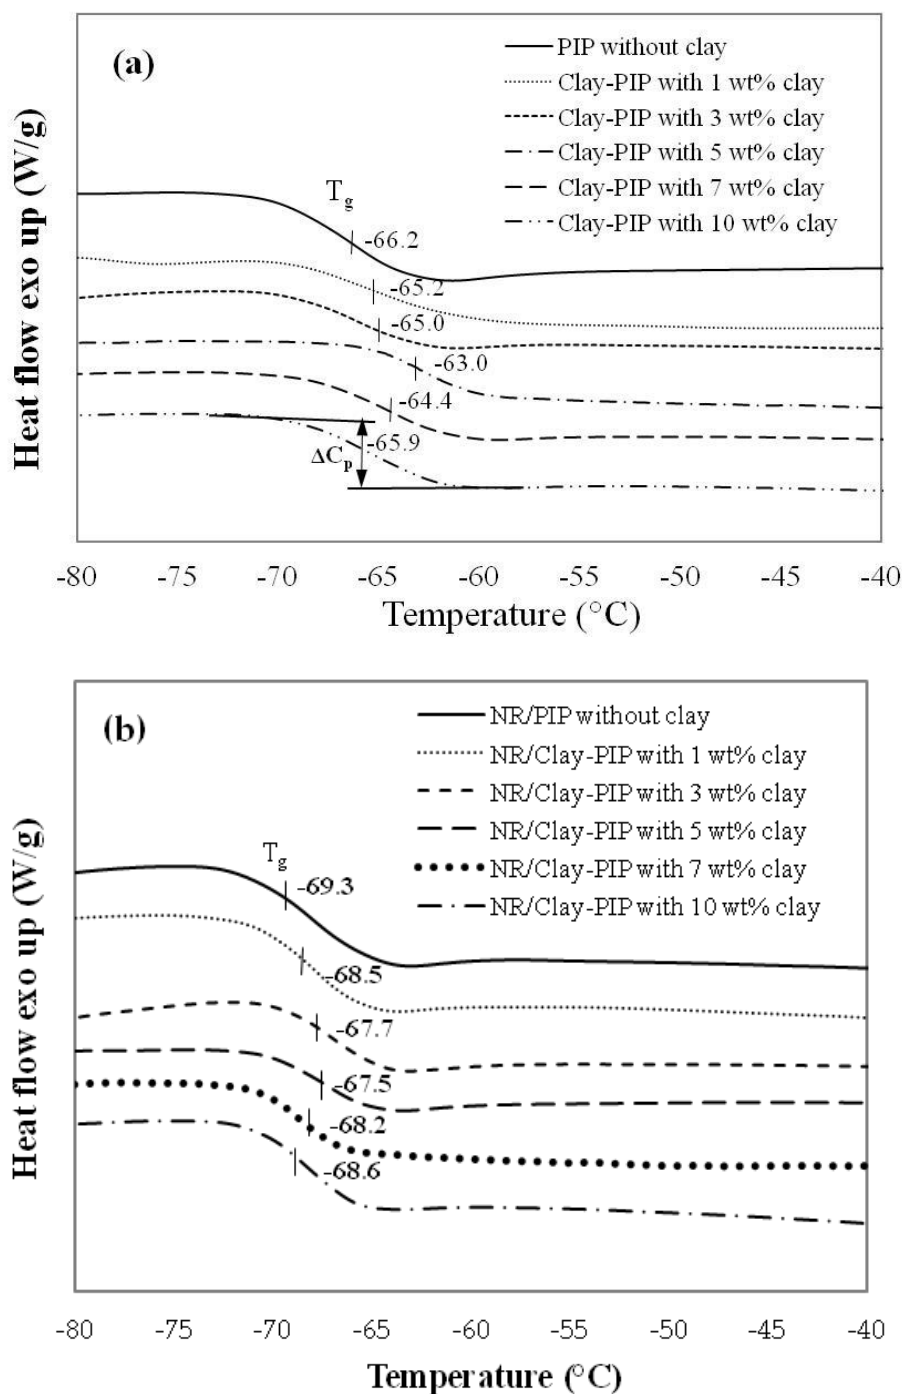 (a)
PIP without clay
Clay-PIP with 1 wt% clay
Clay-PIP with 3 wt% clay
Clay-PIP with 5 wt% clay
Clay-PIP with 7 wt% clay
Clay-PIP with 10 wt% clay
Heat flow exo up (W/g)
Tg
-66.2
-65.2
-65.0
-63.0
-64.4
-65.9
ΔCp
-80 -75 -70 -65 -60 -55 -50 -45 -40
Temperature (°C)
(b)
NR/PIP without clay
NR/Clay-PIP with 1 wt% clay
NR/Clay-PIP with 3 wt% clay
NR/Clay-PIP with 5 wt% clay
NR/Clay-PIP with 7 wt% clay
NR/Clay-PIP with 10 wt% clay
Heat flow exo up (W/g)
Tg
-69.3
-68.5
-67.7
-67.5
-68.2
-68.6
-80 -75 -70 -65 -60 -55 -50 -45 -40
Temperature (°C)